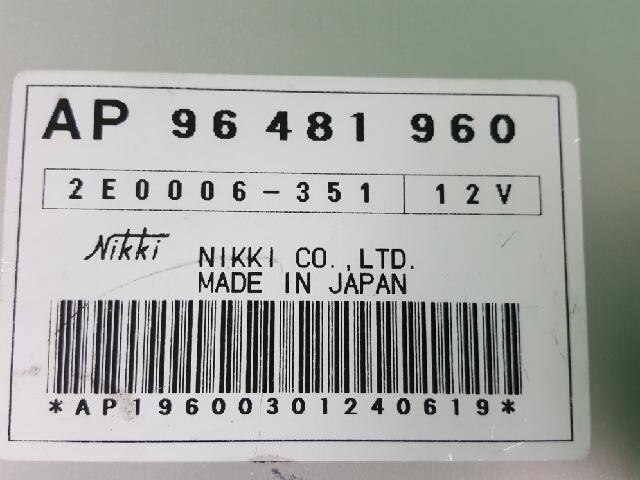 AP 96 481 960
2E0006-351 12V
Nikki NIKKI CO.,LTD.
MADE IN JAPAN
*AP19600301240619*